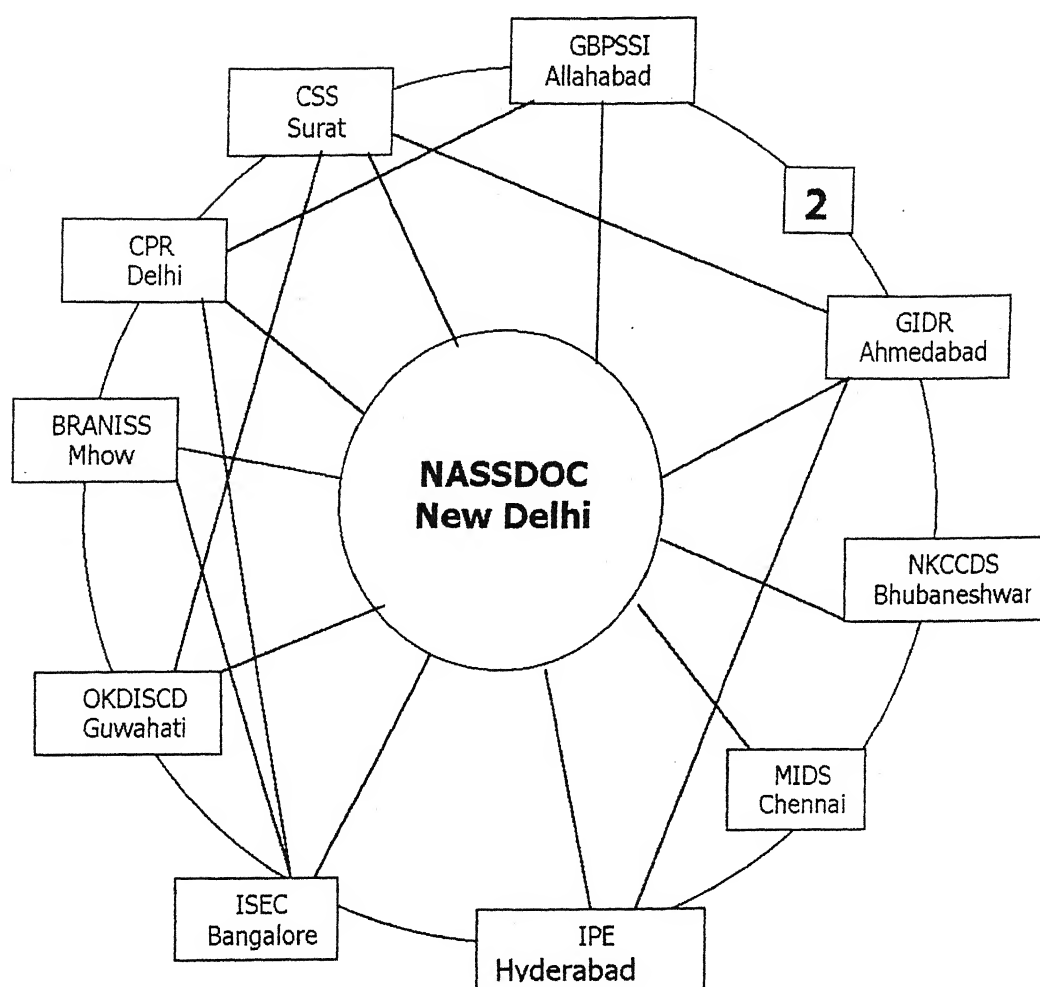 GBPSSI
Allahabad
CSS
Surat
2
CPR
Delhi
GIDR
Ahmedabad
BRANISS
Mhow
NASSDOC
New Delhi
NKCCDS
Bhubaneshwar
OKDISCD
Guwahati
MIDS
Chennai
ISEC
Bangalore
IPE
Hyderabad